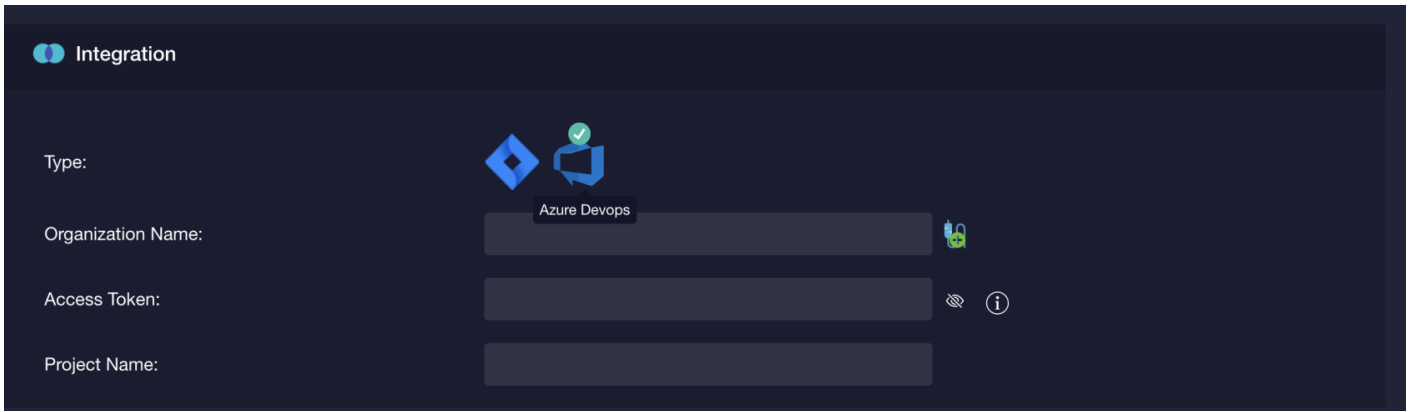 Integration
Type:
Azure Devops
Organization Name:
Access Token:
Project Name: